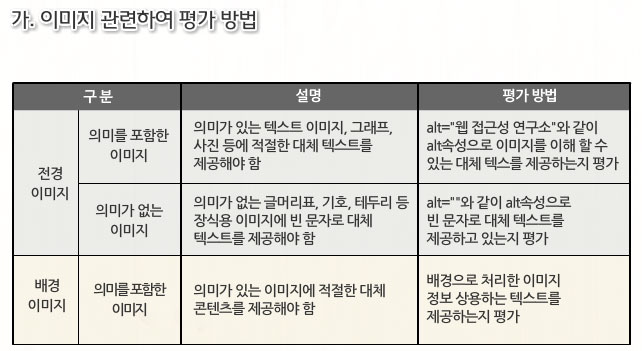 가. 이미지 관련하여 평가 방법
구 분
설명
평가 방법
전경
이미지
의미를 포함한
이미지
의미가 있는 텍스트 이미지, 그래프,
사진 등에 적절한 대체 텍스트를
제공해야 함
alt="웹 접근성 연구소"와 같이
alt속성으로 이미지를 이해 할 수
있는 대체 텍스를 제공하는지 평가
의미가 없는
이미지
의미가 없는 글머리표, 기호, 테두리 등
장식용 이미지에 빈 문자로 대체
텍스트를 제공해야 함
alt=""와 같이 alt속성으로
빈 문자로 대체 텍스트를
제공하고 있는지 평가
배경
이미지
의미를 포함한
이미지
의미가 있는 이미지에 적절한 대체
콘텐츠를 제공해야 함
배경으로 처리한 이미지
정보 상용하는 텍스트를
제공하는지 평가